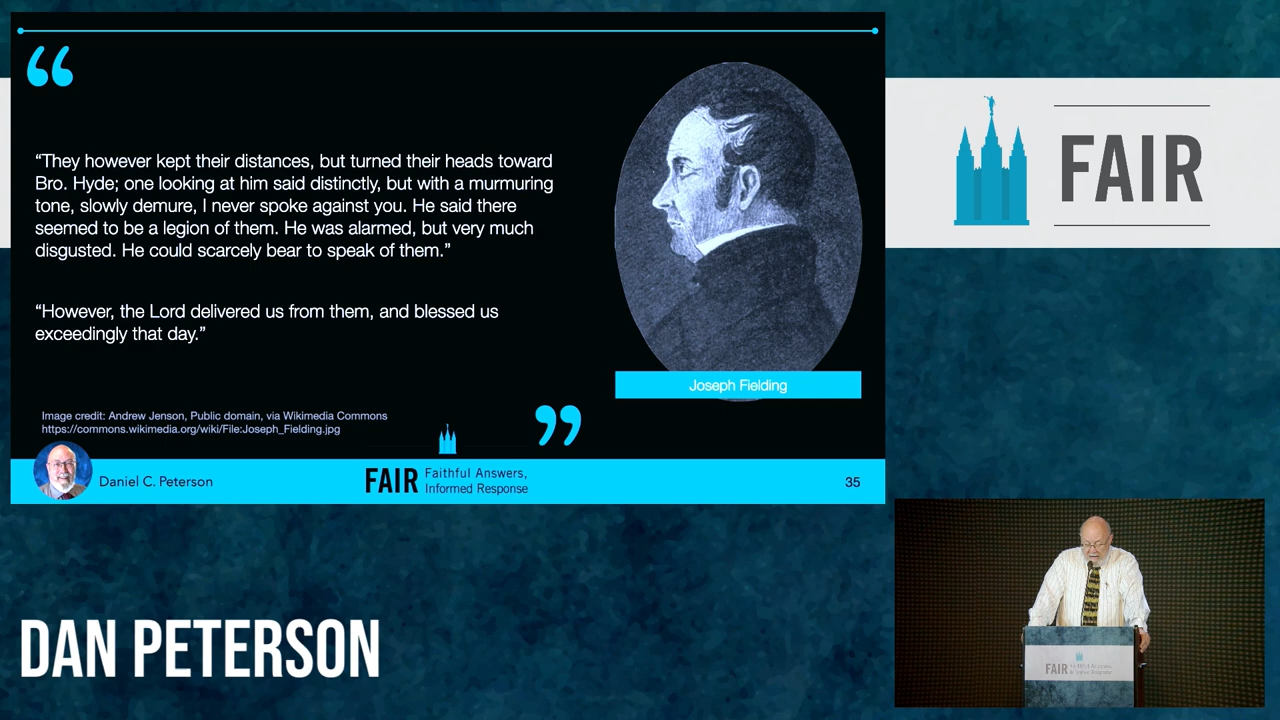 “
“They however kept their distances, but turned their heads toward
Bro. Hyde; one looking at him said distinctly, but with a murmuring
tone, slowly demure, I never spoke against you. He said there
seemed to be a legion of them. He was alarmed, but very much
disgusted. He could scarcely bear to speak of them.”
“However, the Lord delivered us from them, and blessed us
exceedingly that day.”
”
Joseph Fielding
Image credit: Andrew Jenson, Public domain, via Wikimedia Commons
https://commons.wikimedia.org/wiki/File:Joseph_Fielding.jpg
Daniel C. Peterson
FAIR
Faithful Answers,
Informed Response
35
FAIR
DAN PETERSON
FAIR